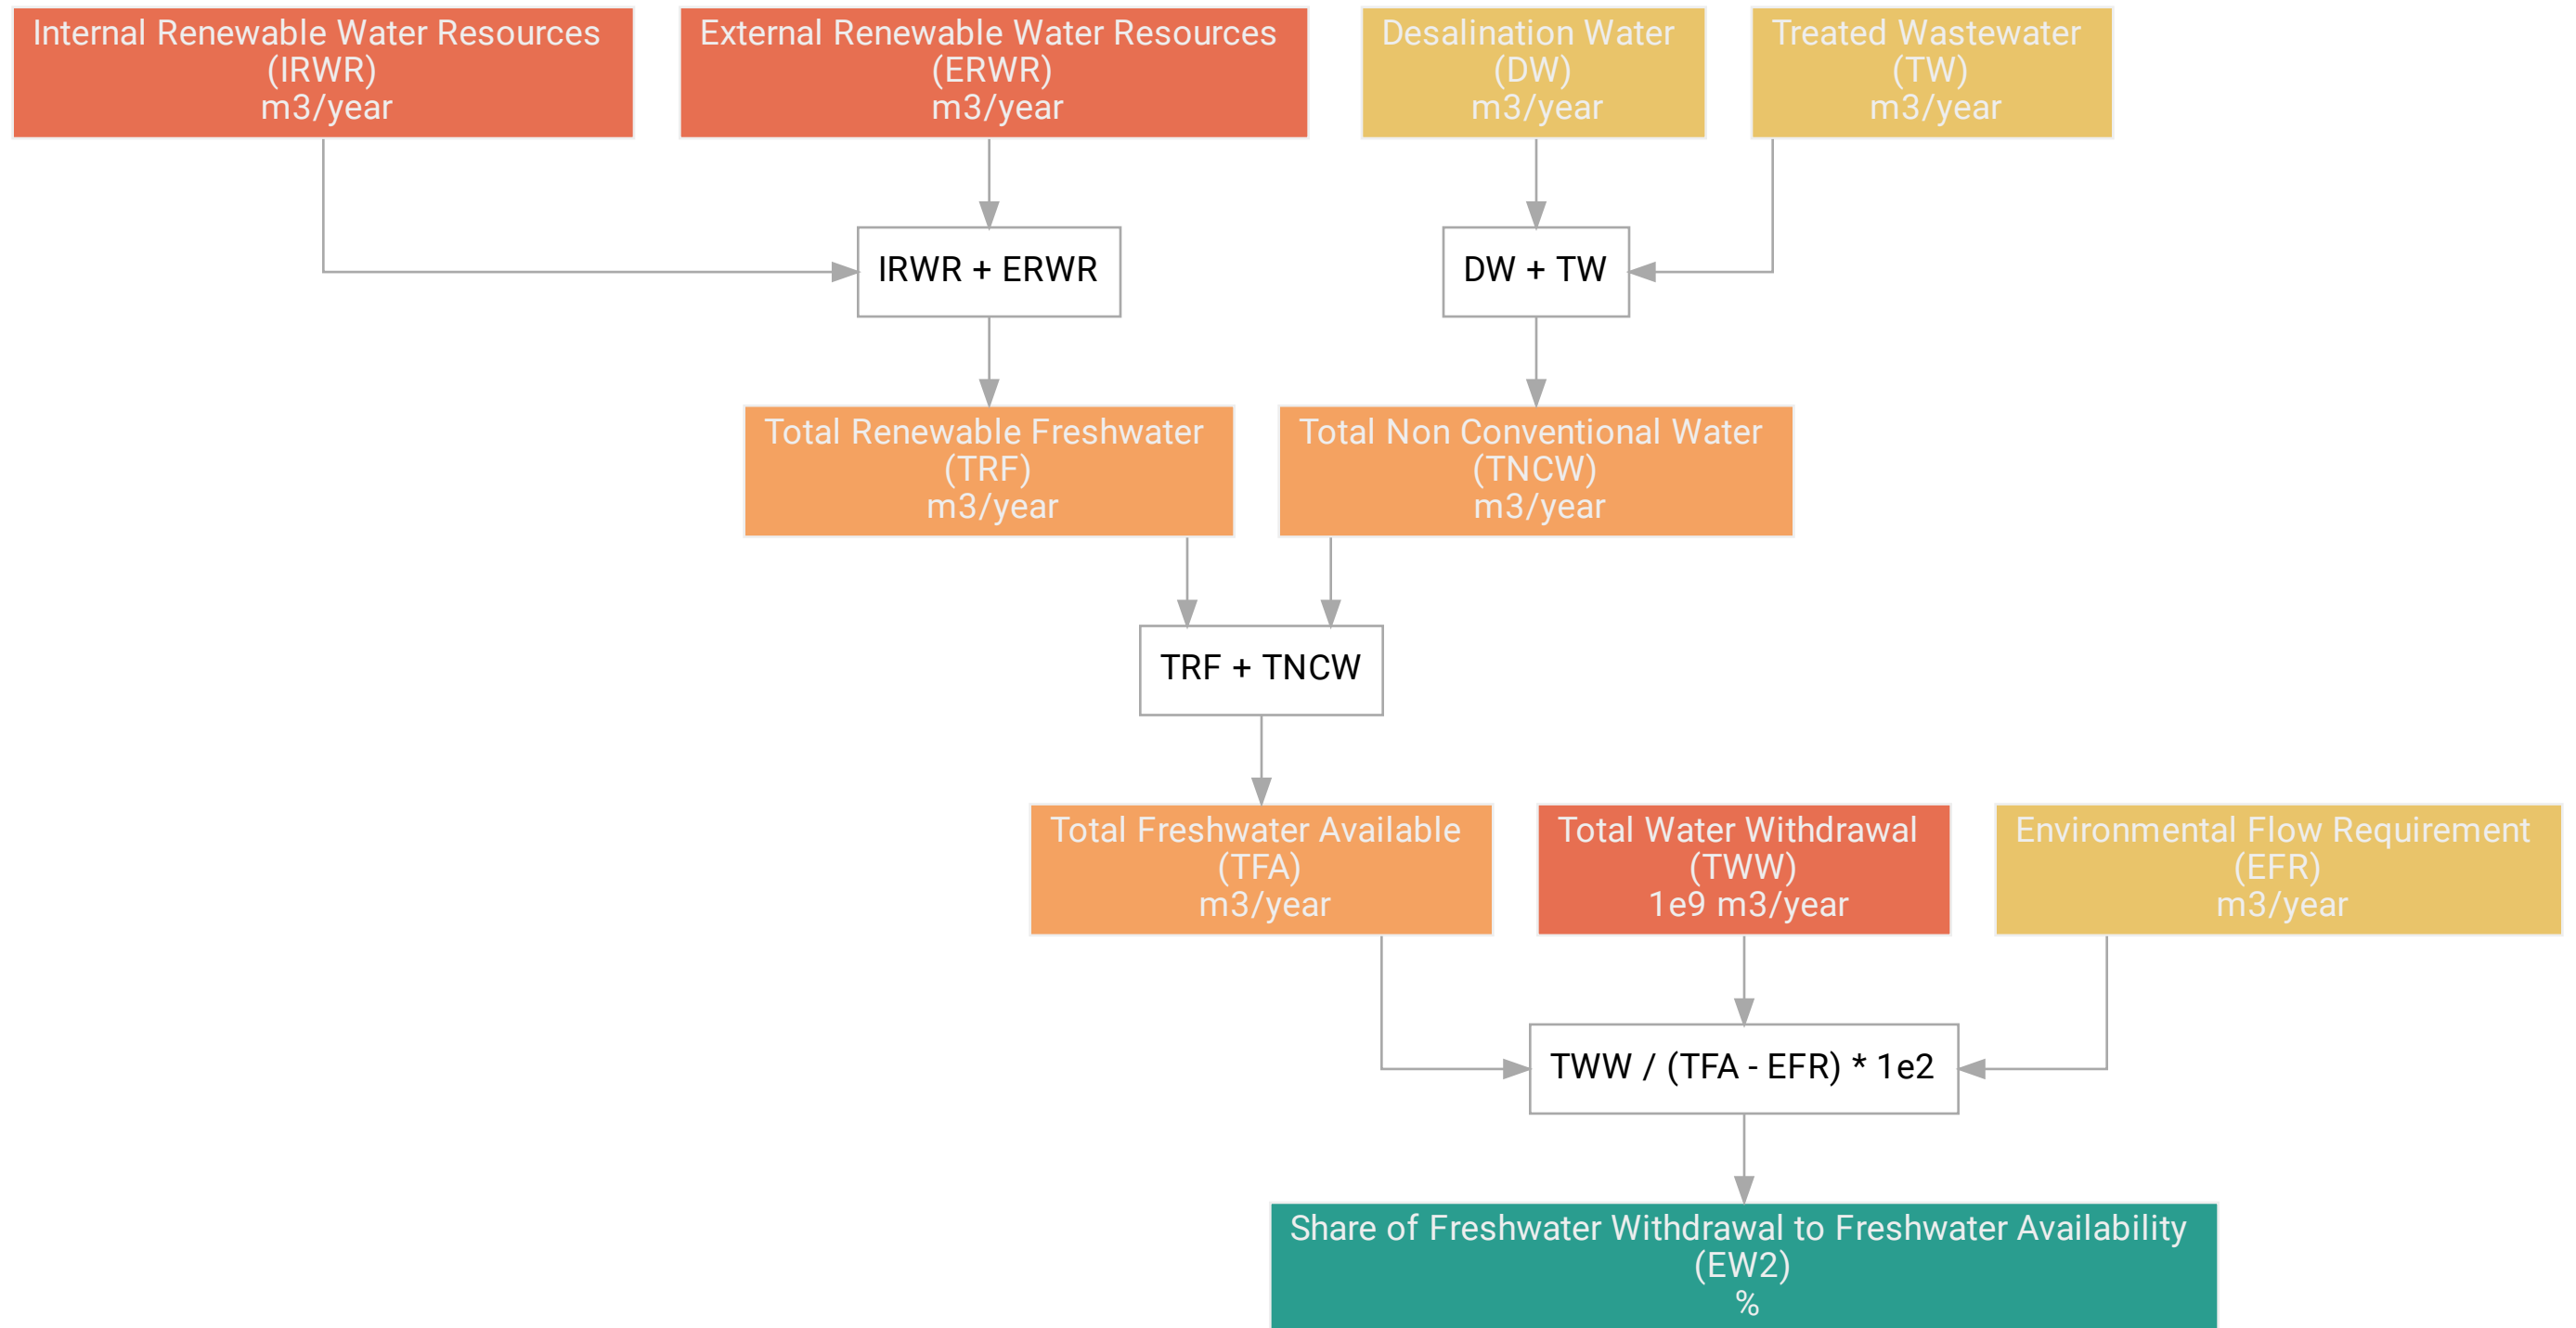 Internal Renewable Water Resources
(IRWR)
m3/year
External Renewable Water Resources
(ERWR)
m3/year
Desalination Water
(DW)
m3/year
Treated Wastewater
(TW)
m3/year
IRWR + ERWR
DW + TW
Total Renewable Freshwater
(TRF)
m3/year
Total Non Conventional Water
(TNCW)
m3/year
TRF + TNCW
Total Freshwater Available
(TFA)
m3/year
Total Water Withdrawal
(TWW)
1e9 m3/year
Environmental Flow Requirement
(EFR)
m3/year
TWW / (TFA - EFR) * 1e2
Share of Freshwater Withdrawal to Freshwater Availability
(EW2)
%